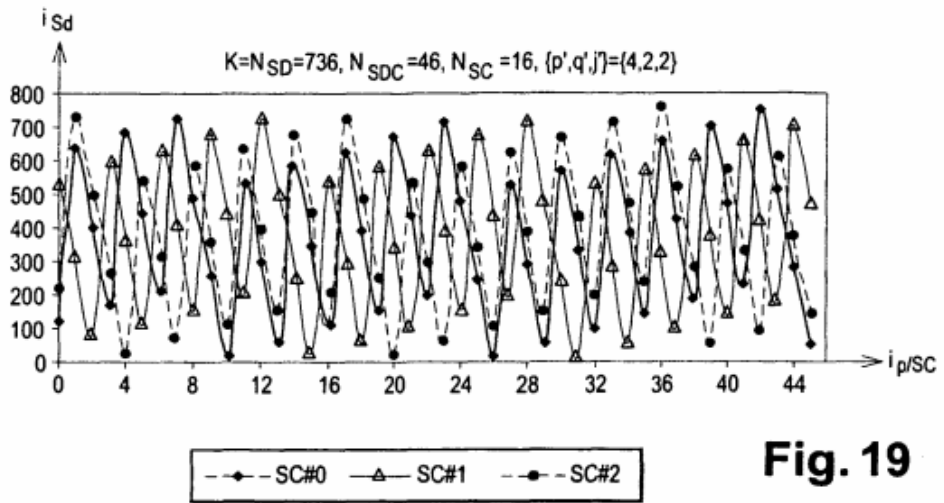 i Sd
K=N SD=736, N SDC=46, N SC =16, {p',q',j'}={4,2,2}
800
700
600
500
400
300
200
100
0
0 4 8 12 16 20 24 28 32 36 40 44
i p/SC
SC#0 SC#1 SC#2
Fig. 19